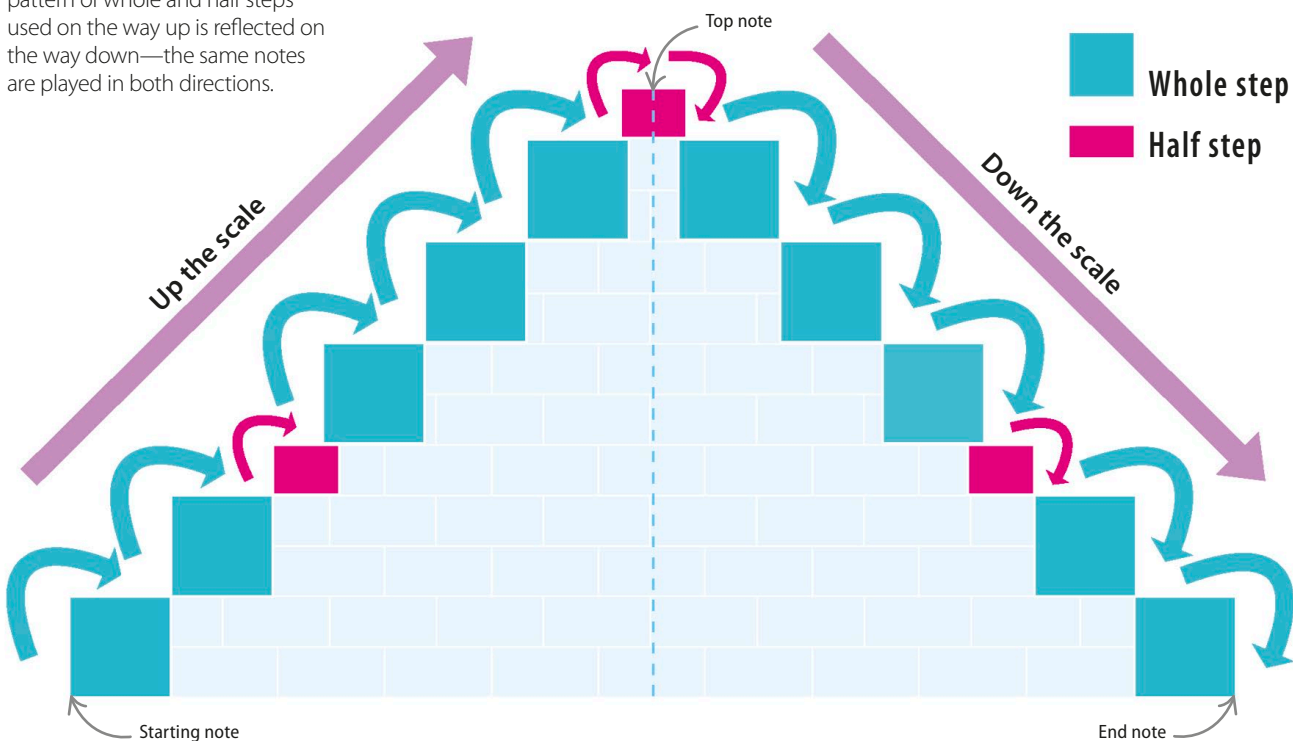 pattern of whole and half steps
used on the way up is reflected on
the way down—the same notes
are played in both directions.
Top note
Whole step
Half step
Up the scale
Down the scale
Starting note
End note